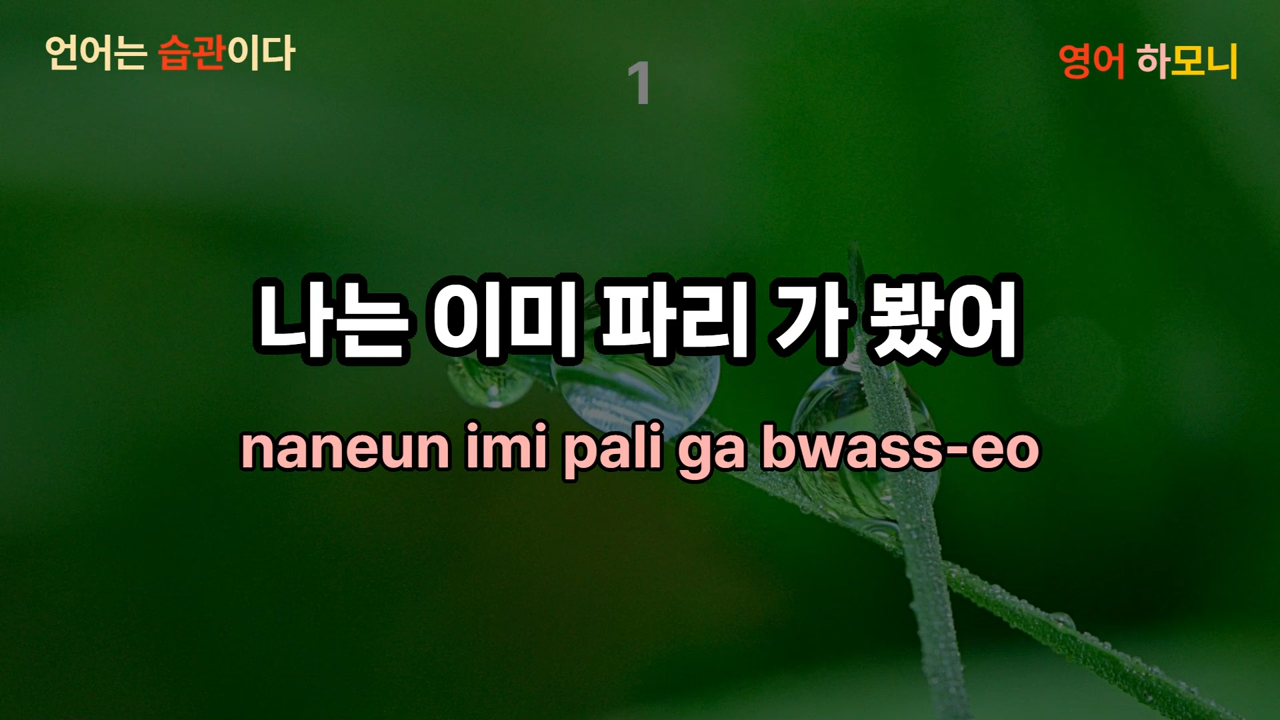 언어는 습관이다
1
영어 하모니
나는 이미 파리 가 봤어
naneun imi pali ga bwass-eo